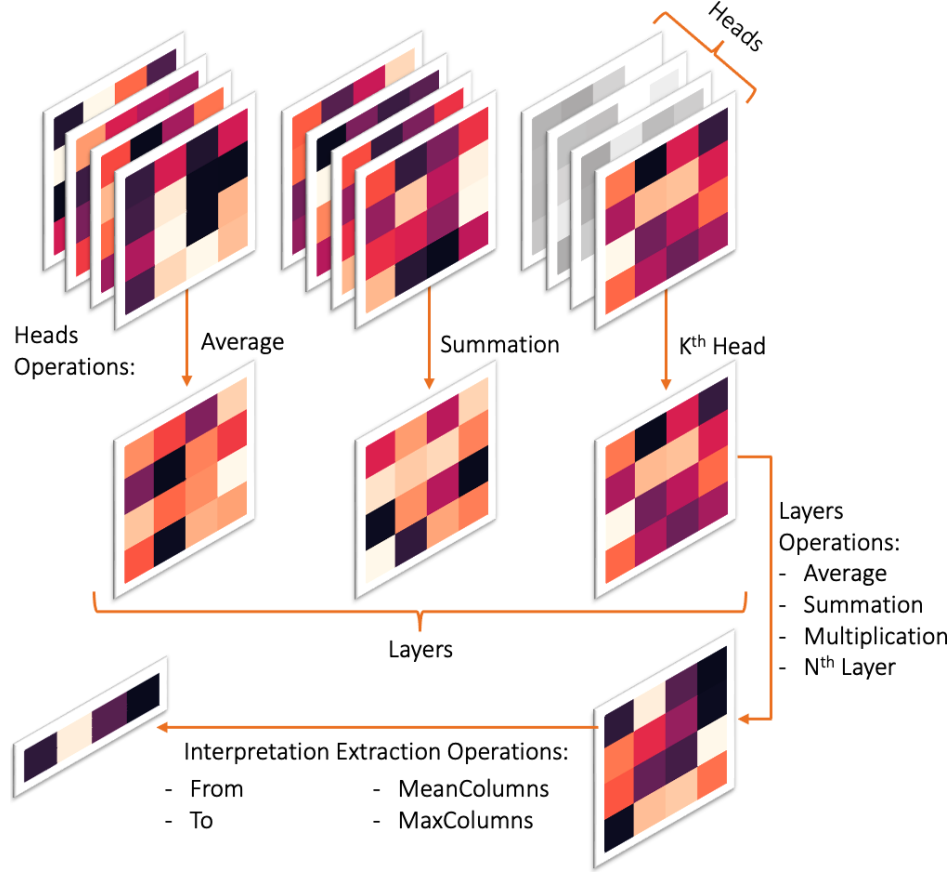 Heads
Heads
Operations:
Average
Summation
Kth Head
Layers
Operations:
- Average
- Summation
- Multiplication
- Nth Layer
Layers
Interpretation Extraction Operations:
- From
- To
- MeanColumns
- MaxColumns